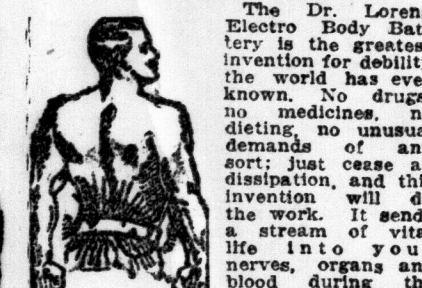 The Dr. Loren
Electro Body Bat
tery is the greates
invention for debilit
the world has eve
known. No drugs
no medicines, n
dieting, no unusua
demands of an
sort; just cease a
dissipation, and thi
invention will d
the work. It send
a stream of vita
life into you
nerves, organs an
blood during th